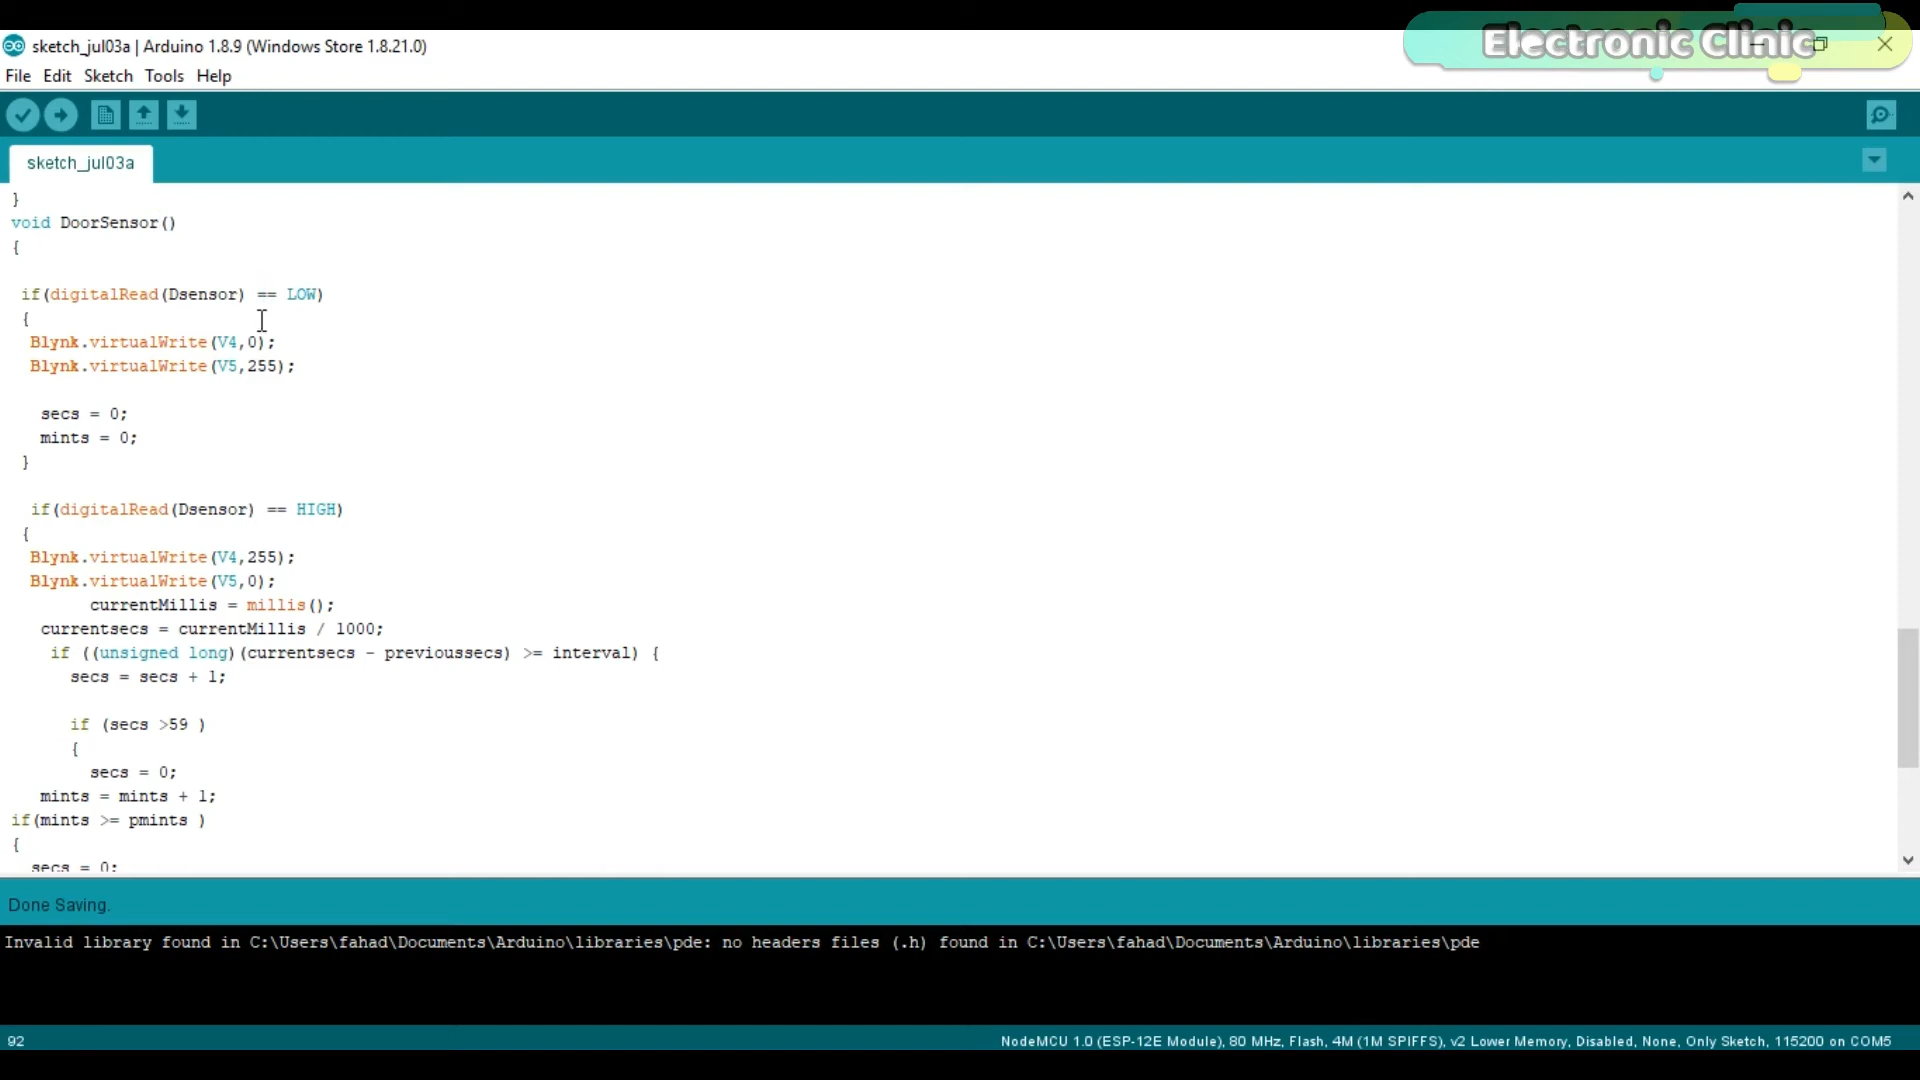 Electronic Clinic
sketch_jul03a | Arduino 1.8.9 (Windows Store 1.8.21.0)
File Edit Sketch Tools Help
sketch_jul03a
}
void DoorSensor()
{
if(digitalRead(Dsensor) == LOW)
{
Blynk.virtualWrite(V4,0);
Blynk.virtualWrite(V5,255);
secs = 0;
mints = 0;
}
if(digitalRead(Dsensor) == HIGH)
{
Blynk.virtualWrite(V4,255);
Blynk.virtualWrite(V5,0);
currentMillis = millis();
currentsecs = currentMillis / 1000;
if ((unsigned long)(currentsecs - previoussecs) >= interval) {
secs = secs + 1;
if (secs >59 )
{
secs = 0;
mints = mints + 1;
if(mints >= pmints )
{
secs = 0;
Done Saving.
Invalid library found in C:\Users\fahad\Documents\Arduino\libraries\pde: no headers files (.h) found in C:\Users\fahad\Documents\Arduino\libraries\pde
92
NodeMCU 1.0 (ESP-12E Module), 80 MHz, Flash, 4M (1M SPIFFS), v2 Lower Memory, Disabled, None, Only Sketch, 115200 on COM5